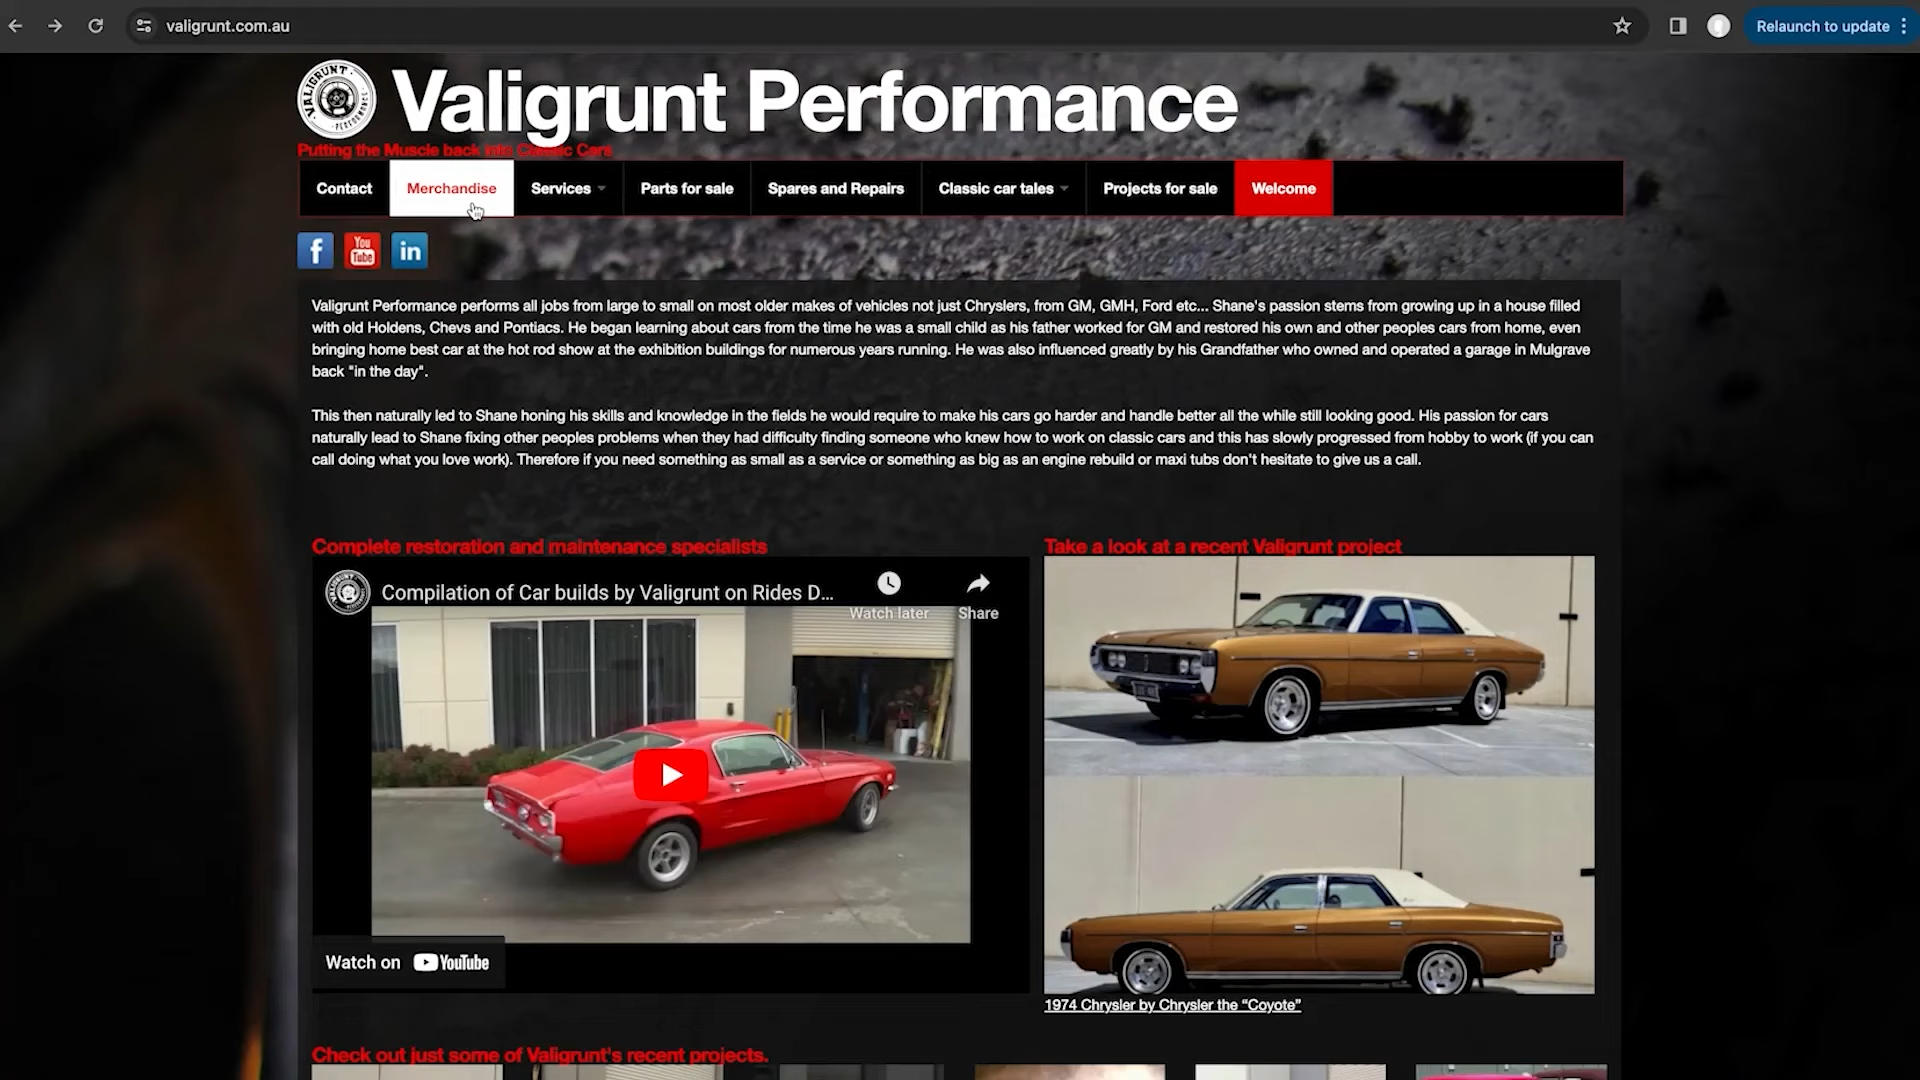 valigrunt.com.au
Relaunch to update
VALIGRUNT
PERFORMANCE
Valigrunt Performance
Putting the Muscle back into Classic Cars
Contact
Merchandise
Services
Parts for sale
Spares and Repairs
Classic car tales
Projects for sale
Welcome
f
You
Tube
in
Valigrunt Performance performs all jobs from large to small on most older makes of vehicles not just Chryslers, from GM, GMH, Ford etc... Shane's passion stems from growing up in a house filled
with old Holdens, Chevs and Pontiacs. He began learning about cars from the time he was a small child as his father worked for GM and restored his own and other peoples cars from home, even
bringing home best car at the hot rod show at the exhibition buildings for numerous years running. He was also influenced greatly by his Grandfather who owned and operated a garage in Mulgrave
back "in the day".
This then naturally led to Shane honing his skills and knowledge in the fields he would require to make his cars go harder and handle better all the while still looking good. His passion for cars
naturally lead to Shane fixing other peoples problems when they had difficulty finding someone who knew how to work on classic cars and this has slowly progressed from hobby to work (if you can
call doing what you love work). Therefore if you need something as small as a service or something as big as an engine rebuild or maxi tubs don't hesitate to give us a call.
Complete restoration and maintenance specialists
Compilation of Car builds by Valigrunt on Rides D...
Watch later
Share
Watch on YouTube
Take a look at a recent Valigrunt project
1974 Chrysler by Chrysler the “Coyote”
Check out just some of Valigrunt's recent projects.